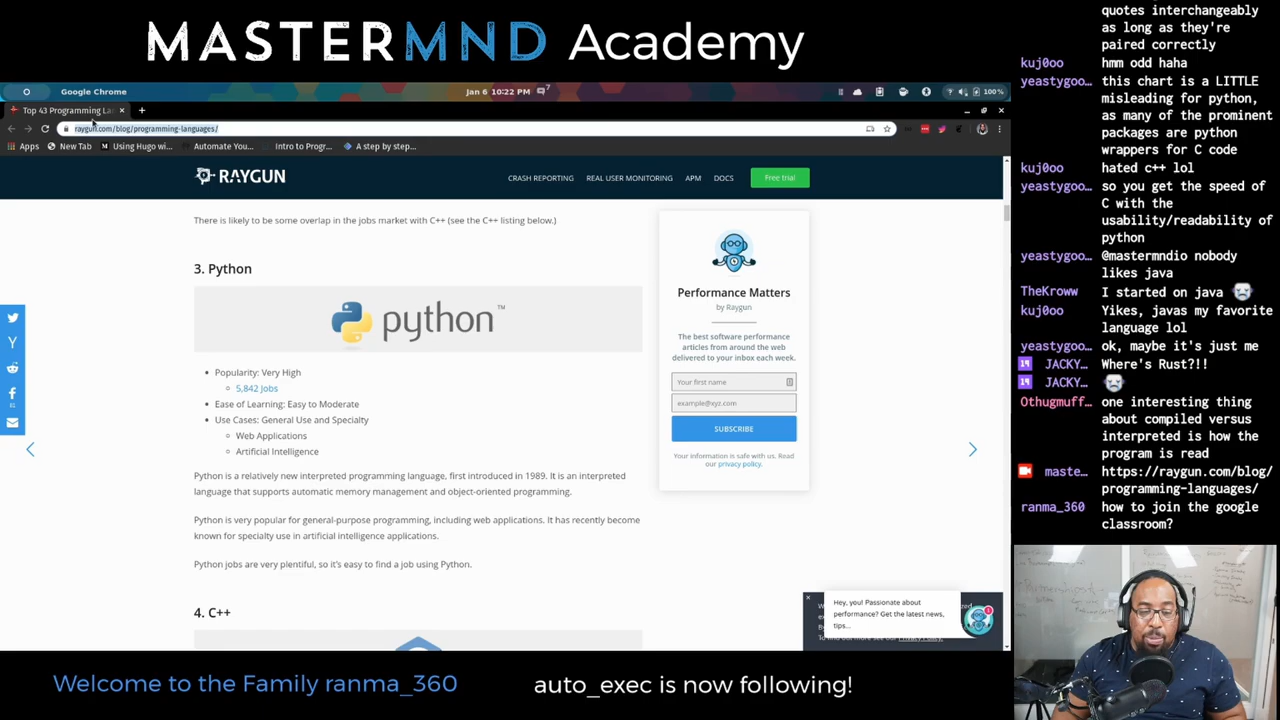 MASTERMND Academy
Google Chrome
Jan 6 10:22 PM
7
100%
Top 43 Programming La
raygun.com/blog/programming-languages/
Apps
New Tab
Using Hugo wi...
Automate You...
Intro to Progr...
A step by step...
RAYGUN
CRASH REPORTING
REAL USER MONITORING
APM
DOCS
Free trial
There is likely to be some overlap in the jobs market with C++ (see the C++ listing below.)
3. Python
python™
Popularity: Very High
5,842 Jobs
Ease of Learning: Easy to Moderate
Use Cases: General Use and Specialty
Web Applications
Artificial Intelligence
Python is a relatively new interpreted programming language, first introduced in 1989. It is an interpreted
language that supports automatic memory management and object-oriented programming.
Python is very popular for general-purpose programming, including web applications. It has recently become
known for specialty use in artificial intelligence applications.
Python jobs are very plentiful, so it's easy to find a job using Python.
4. C++
Performance Matters
by Raygun
The best software performance
articles from around the web
delivered to your inbox each week.
Your first name
example@xyz.com
SUBSCRIBE
Your information is safe with us. Read
our privacy policy.
Hey, you! Passionate about
performance? Get the latest news,
tips...
1
quotes interchangeably
as long as they're
paired correctly
kuj0oo hmm odd haha
yeastygoo… this chart is a LITTLE
misleading for python,
as many of the prominent
packages are python
wrappers for C code
kuj0oo hated c++ lol
yeastygoo… so you get the speed of
C with the
usability/readability of
python
yeastygoo… @mastermndio nobody
likes java
TheKroww I started on java
kuj0oo Yikes, javas my favorite
language lol
yeastygoo… ok, maybe it's just me
JACKY… Where's Rust?!!
JACKY…
Othugmuff… one interesting thing
about compiled versus
interpreted is how the
program is read
maste… https://raygun.com/blog/
programming-languages/
ranma_360 how to join the google
classroom?
Welcome to the Family ranma_360
auto_exec is now following!